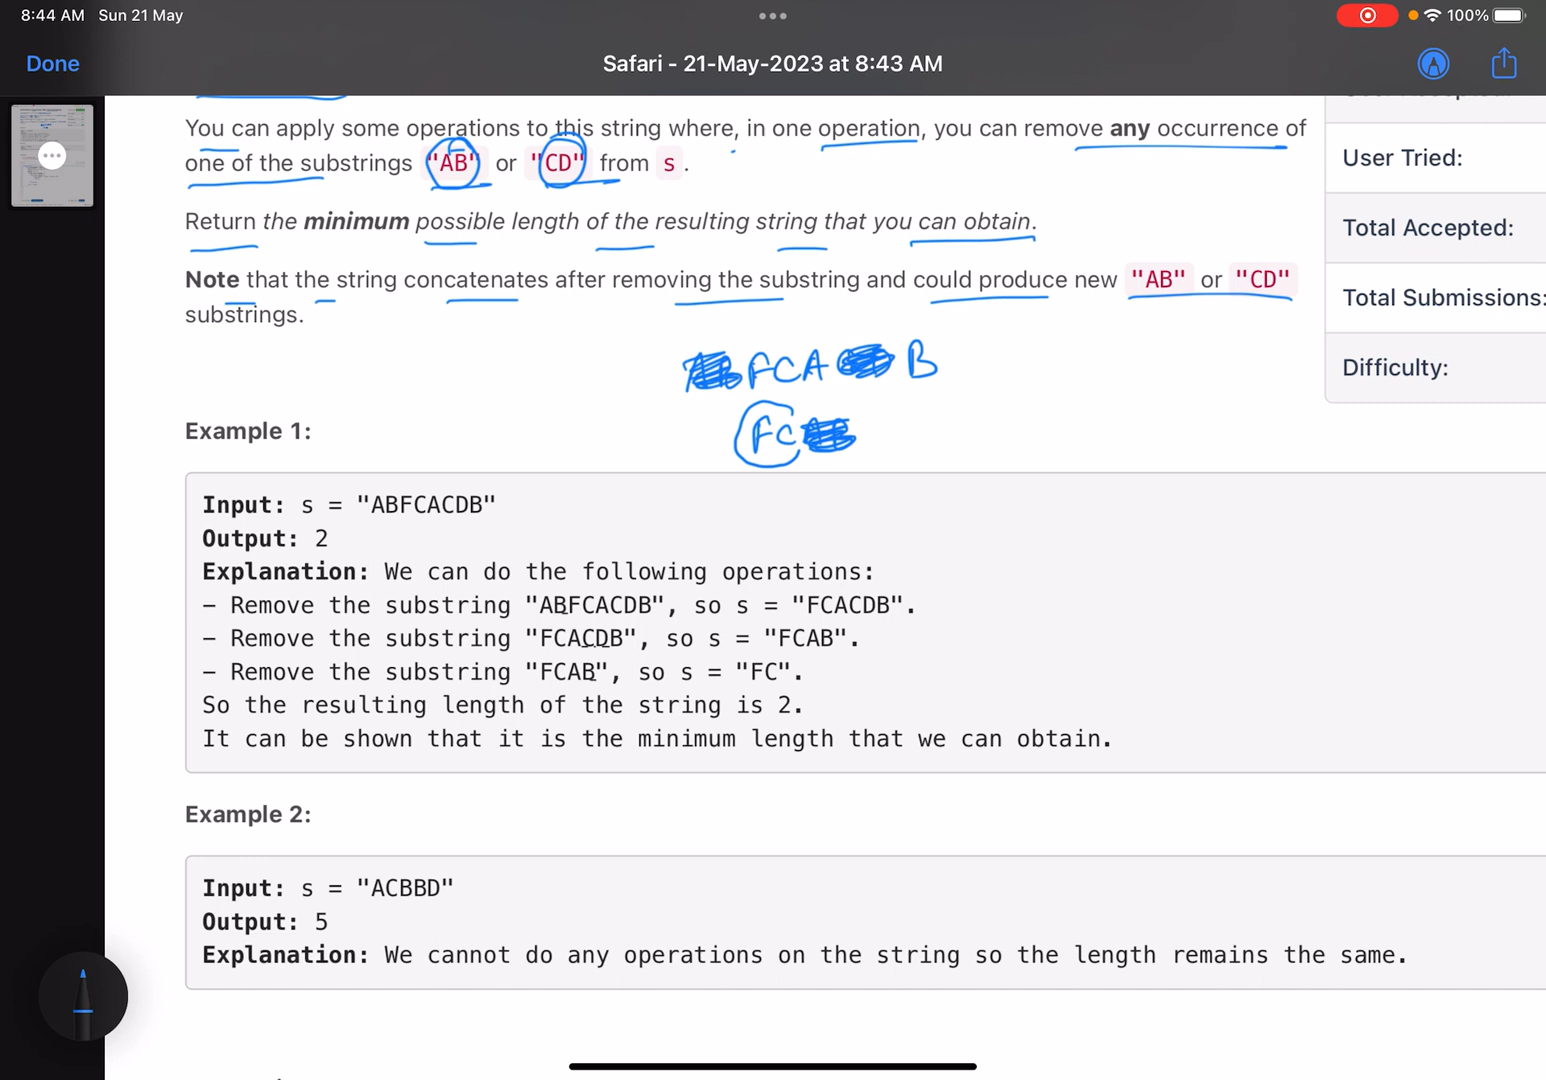 8:44 AM Sun 21 May
100%
Done
Safari - 21-May-2023 at 8:43 AM
You can apply some operations to this string where, in one operation, you can remove any occurrence of
one of the substrings "AB" or "CD" from s.
User Tried:
Return the minimum possible length of the resulting string that you can obtain.
Total Accepted:
Note that the string concatenates after removing the substring and could produce new "AB" or "CD"
substrings.
Total Submissions:
Difficulty:
FCA B
FC
Example 1:
Input: s = "ABFCACDB"
Output: 2
Explanation: We can do the following operations:
- Remove the substring "ABFCACDB", so s = "FCACDB".
- Remove the substring "FCACDB", so s = "FCAB".
- Remove the substring "FCAB", so s = "FC".
So the resulting length of the string is 2.
It can be shown that it is the minimum length that we can obtain.
Example 2:
Input: s = "ACBBD"
Output: 5
Explanation: We cannot do any operations on the string so the length remains the same.